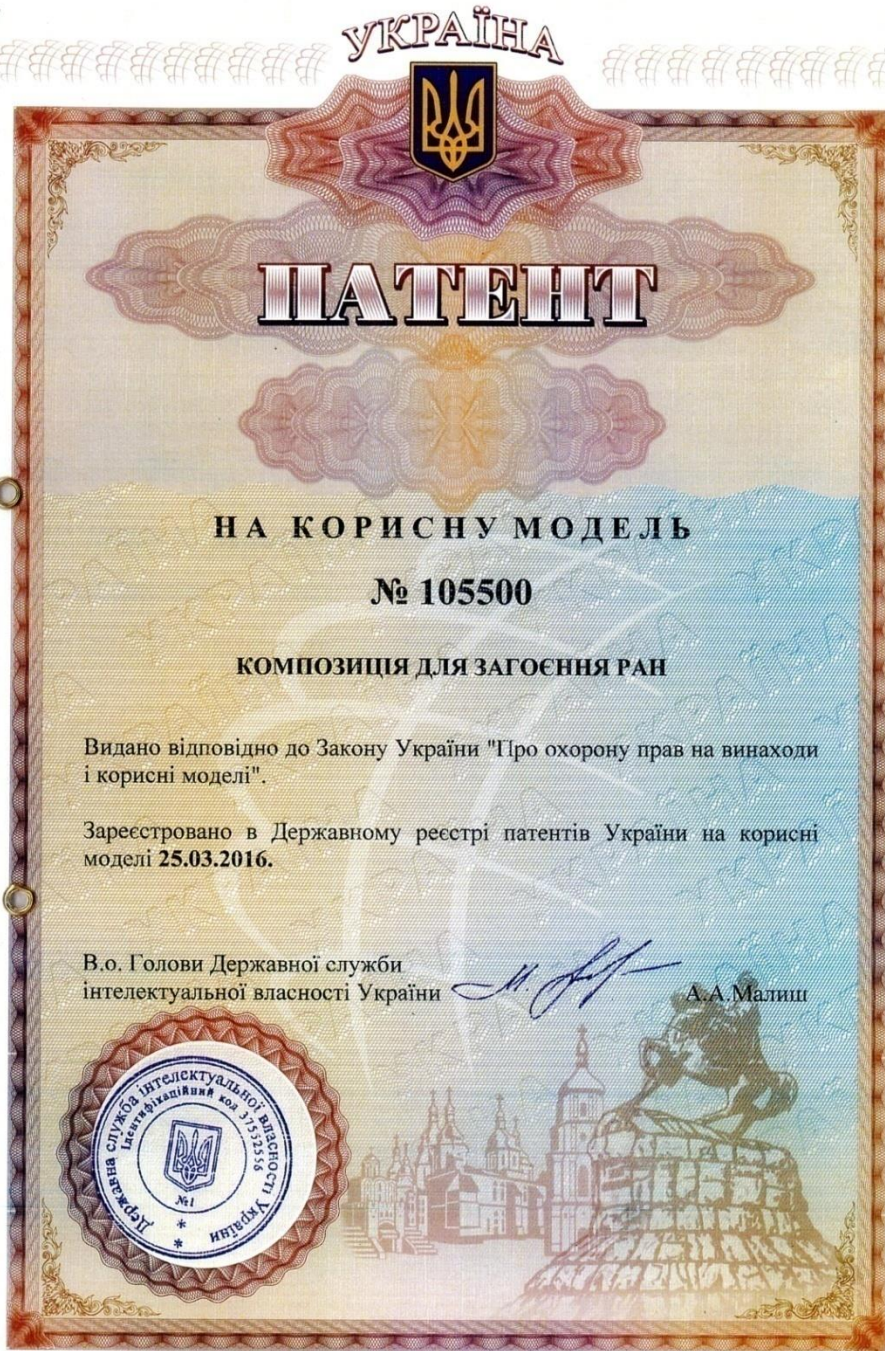 УКРАЇНА
ПАТЕНТ
НА КОРИСНУ МОДЕЛЬ
№ 105500
КОМПОЗИЦІЯ ДЛЯ ЗАГОЄННЯ РАН
Видано відповідно до Закону України "Про охорону прав на винаходи
і корисні моделі".
Зареєстровано в Державному реєстрі патентів України на корисні
моделі 25.03.2016.
В.о. Голови Державної служби
інтелектуальної власності України
А.А.Малиш
Державна служба інтелектуальної власності України
Ідентифікаційний код 37552556
№1